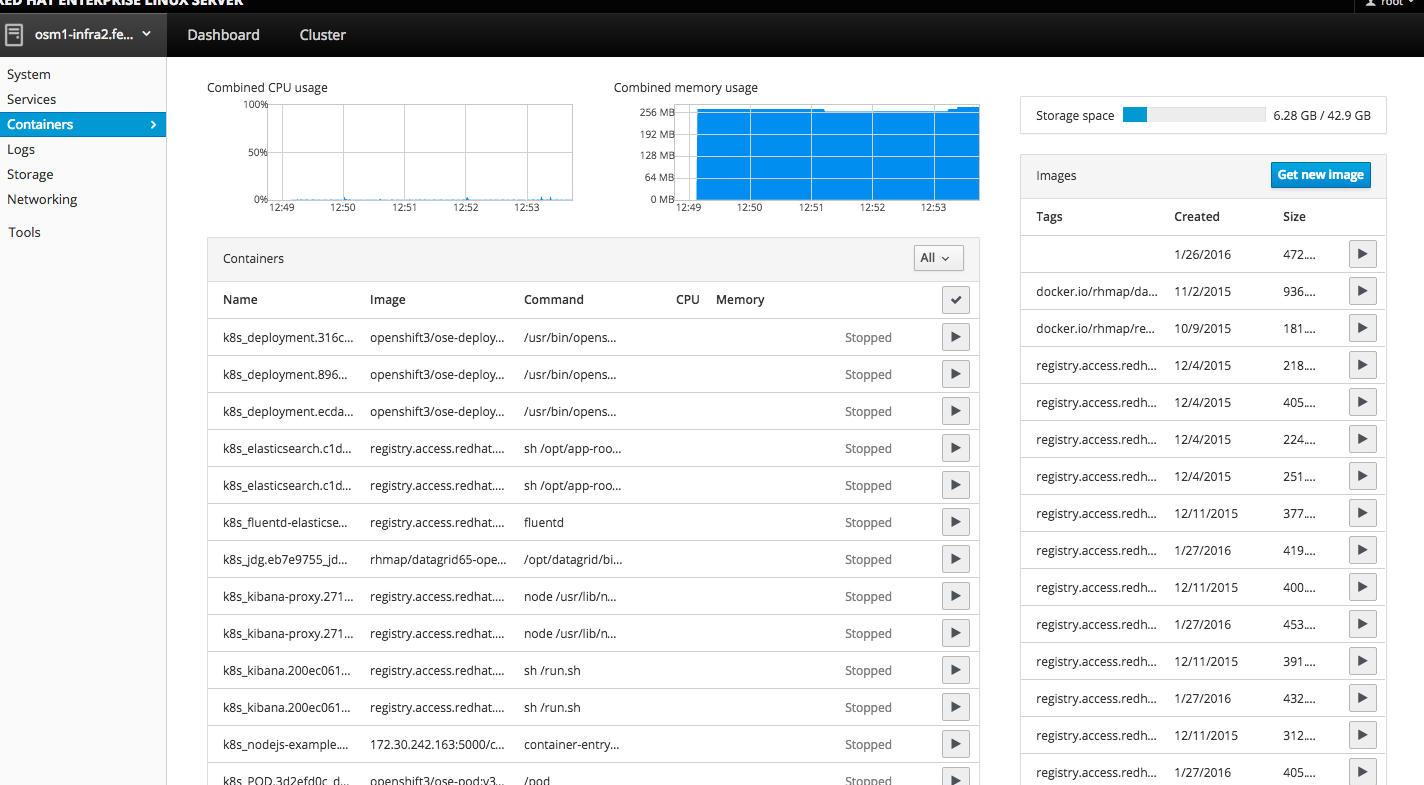 RED HAT ENTERPRISE LINUX SERVER
root
osm1-infra2.fe...
Dashboard
Cluster
System
Services
Containers
Logs
Storage
Networking
Tools
Combined CPU usage
100%
50%
0%
12:49 12:50 12:51 12:52 12:53
Combined memory usage
256 MB
192 MB
128 MB
64 MB
0 MB
12:49 12:50 12:51 12:52 12:53
Storage space 6.28 GB / 42.9 GB
Containers All
Name Image Command CPU Memory
k8s_deployment.316c... openshift3/ose-deploy... /usr/bin/opens... Stopped
k8s_deployment.896... openshift3/ose-deploy... /usr/bin/opens... Stopped
k8s_deployment.ecda... openshift3/ose-deploy... /usr/bin/opens... Stopped
k8s_elasticsearch.c1d... registry.access.redhat.... sh /opt/app-roo... Stopped
k8s_elasticsearch.c1d... registry.access.redhat.... sh /opt/app-roo... Stopped
k8s_fluentd-elasticse... registry.access.redhat.... fluentd Stopped
k8s_jdg.eb7e9755_jd... rhmap/datagrid65-ope... /opt/datagrid/bi... Stopped
k8s_kibana-proxy.271... registry.access.redhat.... node /usr/lib/n... Stopped
k8s_kibana-proxy.271... registry.access.redhat.... node /usr/lib/n... Stopped
k8s_kibana.200ec061... registry.access.redhat.... sh /run.sh Stopped
k8s_kibana.200ec061... registry.access.redhat.... sh /run.sh Stopped
k8s_nodejs-example.... 172.30.242.163:5000/c... container-entry... Stopped
k8s_POD.3d2efd0c_d... openshift3/ose-pod:v3... /pod Stopped
Images Get new image
Tags Created Size
1/26/2016 472....
docker.io/rhmap/da... 11/2/2015 936....
docker.io/rhmap/re... 10/9/2015 181....
registry.access.redh... 12/4/2015 218....
registry.access.redh... 12/4/2015 405....
registry.access.redh... 12/4/2015 224....
registry.access.redh... 12/4/2015 251....
registry.access.redh... 12/11/2015 377....
registry.access.redh... 1/27/2016 419....
registry.access.redh... 12/11/2015 400....
registry.access.redh... 1/27/2016 453....
registry.access.redh... 12/11/2015 391....
registry.access.redh... 1/27/2016 432....
registry.access.redh... 12/11/2015 312....
registry.access.redh... 1/27/2016 405....